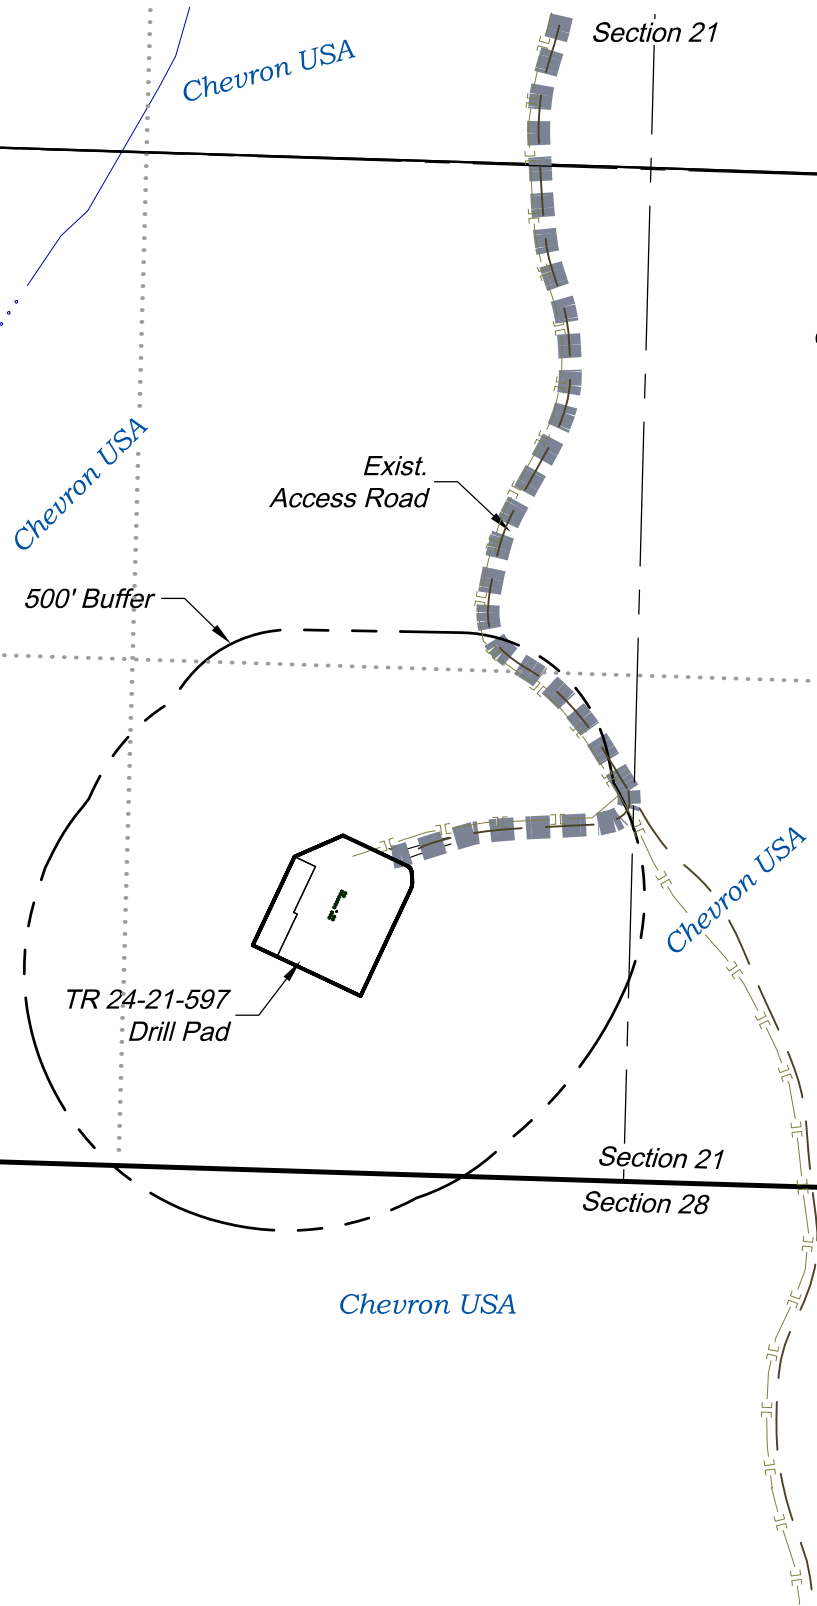 Section 21
Chevron USA
Chevron USA
Exist.
Access Road
500' Buffer
Chevron USA
TR 24-21-597
Drill Pad
Section 21
Section 28
Chevron USA